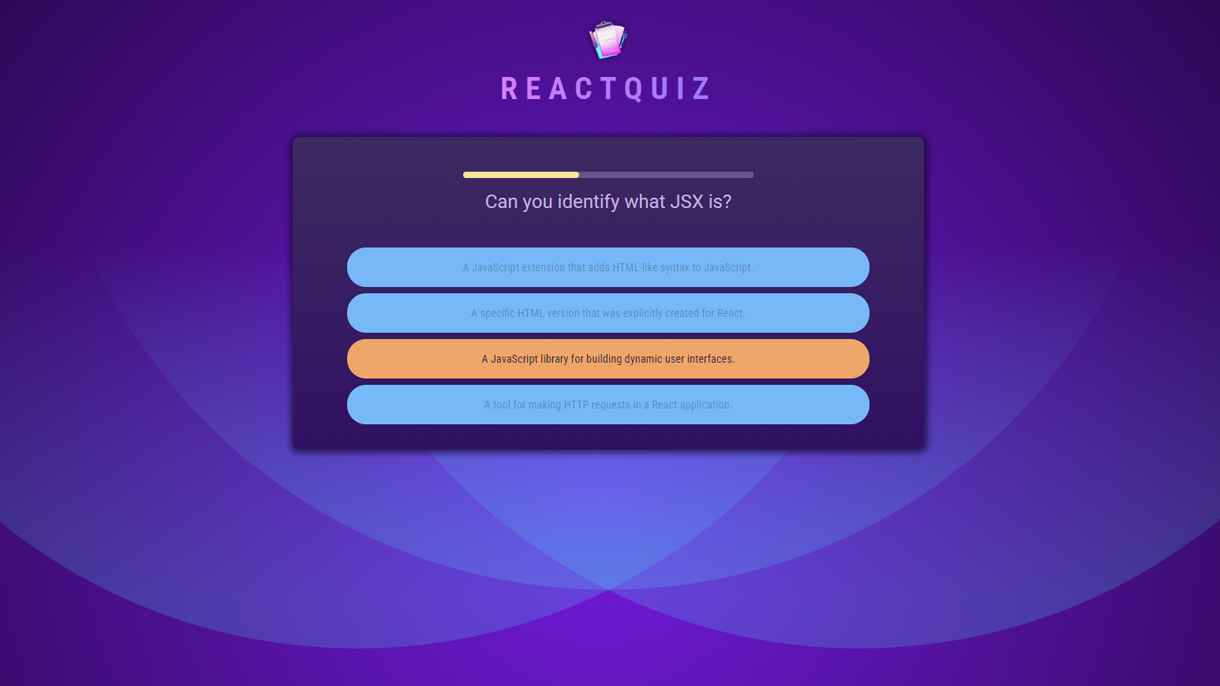 REACTQUIZ
Can you identify what JSX is?
A JavaScript extension that adds HTML-like syntax to JavaScript.
A specific HTML version that was explicitly created for React.
A JavaScript library for building dynamic user interfaces.
A tool for making HTTP requests in a React application.